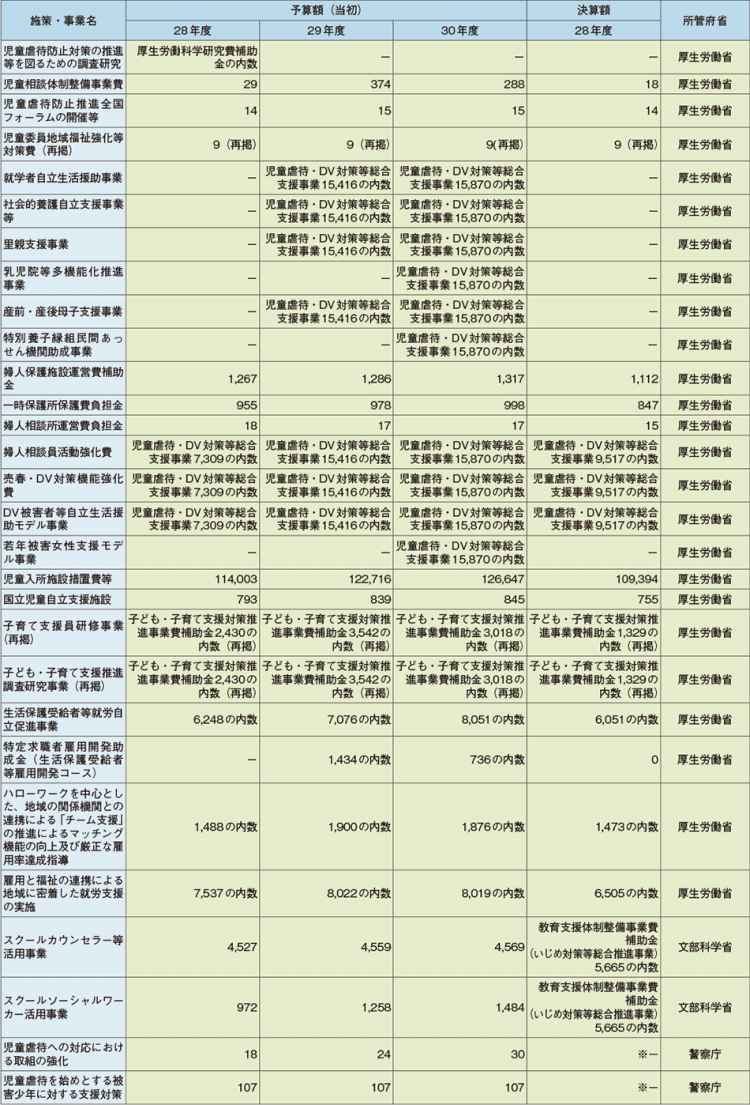 施策・事業名
予算額（当初）
決算額
所管府省
28年度
29年度
30年度
28年度
児童虐待防止対策の推進
等を図るための調査研究
厚生労働科学研究費補助
金の内数
－
－
－
厚生労働省
児童相談体制整備事業費
29
374
288
18
厚生労働省
児童虐待防止推進全国
フォーラムの開催等
14
15
15
14
厚生労働省
児童委員地域福祉強化等
対策費（再掲）
9（再掲）
9（再掲）
9(再掲）
9（再掲）
厚生労働省
就学者自立生活援助事業
－
児童虐待・DV対策等総合
支援事業15,416の内数
児童虐待・DV対策等総合
支援事業15,870の内数
－
厚生労働省
社会的養護自立支援事業
等
－
児童虐待・DV対策等総合
支援事業15,416の内数
児童虐待・DV対策等総合
支援事業15,870の内数
－
厚生労働省
里親支援事業
－
児童虐待・DV対策等総合
支援事業15,416の内数
児童虐待・DV対策等総合
支援事業15,870の内数
－
厚生労働省
乳児院等多機能化推進
事業
－
－
児童虐待・DV対策等総合
支援事業15,870の内数
－
厚生労働省
産前・産後母子支援事業
－
児童虐待・DV対策等総合
支援事業15,416の内数
児童虐待・DV対策等総合
支援事業15,870の内数
－
厚生労働省
特別養子縁組民間あっ
せん機関助成事業
－
－
児童虐待・DV対策等総合
支援事業15,870の内数
－
厚生労働省
婦人保護施設運営費補助
金
1,267
1,286
1,317
1,112
厚生労働省
一時保護所保護費負担金
955
978
998
847
厚生労働省
婦人相談所運営費負担金
18
17
17
15
厚生労働省
婦人相談員活動強化費
児童虐待・DV対策等総合
支援事業7,309の内数
児童虐待・DV対策等総合
支援事業15,416の内数
児童虐待・DV対策等総合
支援事業15,870の内数
児童虐待・DV対策等総合
支援事業9,517の内数
厚生労働省
売春・DV対策機能強化
費
児童虐待・DV対策等総合
支援事業7,309の内数
児童虐待・DV対策等総合
支援事業15,416の内数
児童虐待・DV対策等総合
支援事業15,870の内数
児童虐待・DV対策等総合
支援事業9,517の内数
厚生労働省
DV被害者等自立生活援
助モデル事業
児童虐待・DV対策等総合
支援事業7,309の内数
児童虐待・DV対策等総合
支援事業15,416の内数
児童虐待・DV対策等総合
支援事業15,870の内数
児童虐待・DV対策等総合
支援事業9,517の内数
厚生労働省
若年被害女性支援モデ
ル事業
－
－
児童虐待・DV対策等総合
支援事業15,870の内数
－
厚生労働省
児童入所施設措置費等
114,003
122,716
126,647
109,394
厚生労働省
国立児童自立支援施設
793
839
845
755
厚生労働省
子育て支援員研修事業
（再掲）
子ども・子育て支援対策推
進事業費補助金2,430の
内数（再掲）
子ども・子育て支援対策推
進事業費補助金3,542の
内数（再掲）
子ども・子育て支援対策推
進事業費補助金3,018の
内数（再掲）
子ども・子育て支援対策推
進事業費補助金1,329の
内数（再掲）
厚生労働省
子ども・子育て支援推進
調査研究事業（再掲）
子ども・子育て支援対策推
進事業費補助金2,430の
内数（再掲）
子ども・子育て支援対策推
進事業費補助金3,542の
内数（再掲）
子ども・子育て支援対策推
進事業費補助金3,018の
内数（再掲）
子ども・子育て支援対策推
進事業費補助金1,329の
内数（再掲）
厚生労働省
生活保護受給者等就労自
立促進事業
6,248の内数
7,076の内数
8,051の内数
6,051の内数
厚生労働省
特定求職者雇用開発助
成金（生活保護受給者
等雇用開発コース）
－
1,434の内数
736の内数
0
厚生労働省
ハローワークを中心とし
た、地域の関係機関との
連携による「チーム支援」
の推進によるマッチング
機能の向上及び厳正な雇
用率達成指導
1,488の内数
1,900の内数
1,876の内数
1,473の内数
厚生労働省
雇用と福祉の連携による
地域に密着した就労支援
の実施
7,537の内数
8,022の内数
8,019の内数
6,505の内数
厚生労働省
スクールカウンセラー等
活用事業
4,527
4,559
4,569
教育支援体制整備事業費
補助金
（いじめ対策等総合推進事業）
5,665の内数
文部科学省
スクールソーシャルワー
カー活用事業
972
1,258
1,484
教育支援体制整備事業費
補助金
（いじめ対策等総合推進事業）
5,665の内数
文部科学省
児童虐待への対応におけ
る取組の強化
18
24
30
※－
警察庁
児童虐待を始めとする被
害少年に対する支援対策
107
107
107
※－
警察庁